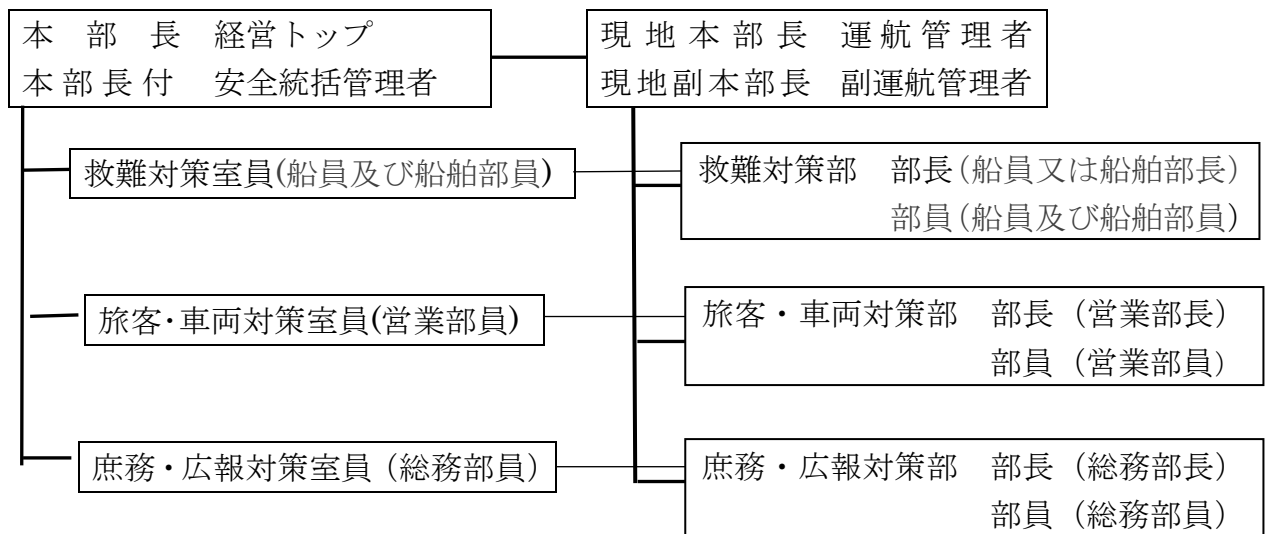 本　部　長　経営トップ
本部長付　安全統括管理者
現地本部長　運航管理者
現地副本部長　副運航管理者
救難対策室員(船員及び船舶部員)
救難対策部　部長(船員又は船舶部長)
部員(船員及び船舶部員)
旅客・車両対策室員(営業部員)
旅客・車両対策部　部長（営業部長）
部員（営業部員）
庶務・広報対策室員（総務部員）
庶務・広報対策部　部長（総務部長）
部員（総務部員）